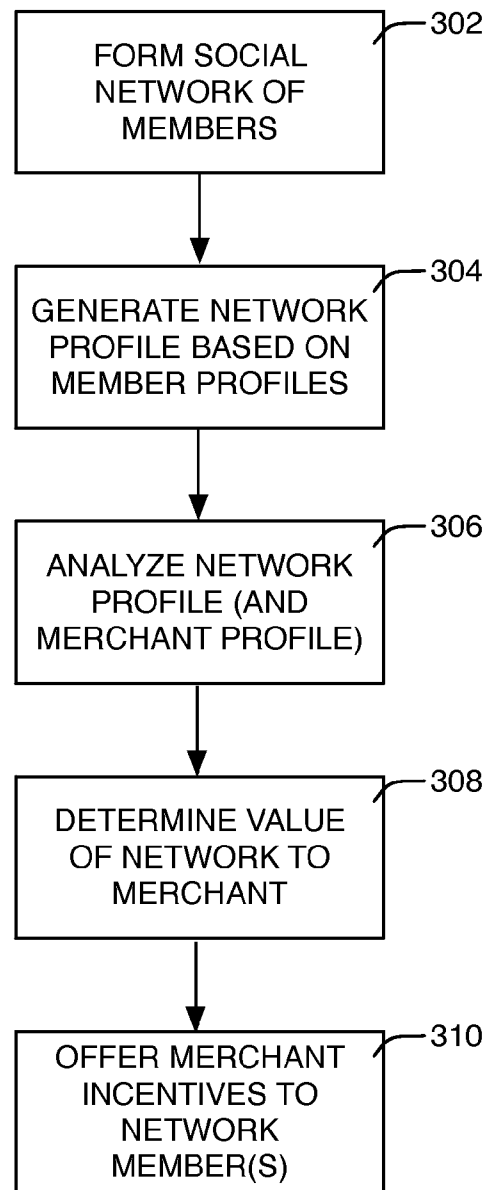 FORM SOCIAL
NETWORK OF
MEMBERS
302
GENERATE NETWORK
PROFILE BASED ON
MEMBER PROFILES
304
ANALYZE NETWORK
PROFILE (AND
MERCHANT PROFILE)
306
DETERMINE VALUE
OF NETWORK TO
MERCHANT
308
OFFER MERCHANT
INCENTIVES TO
NETWORK
MEMBER(S)
310